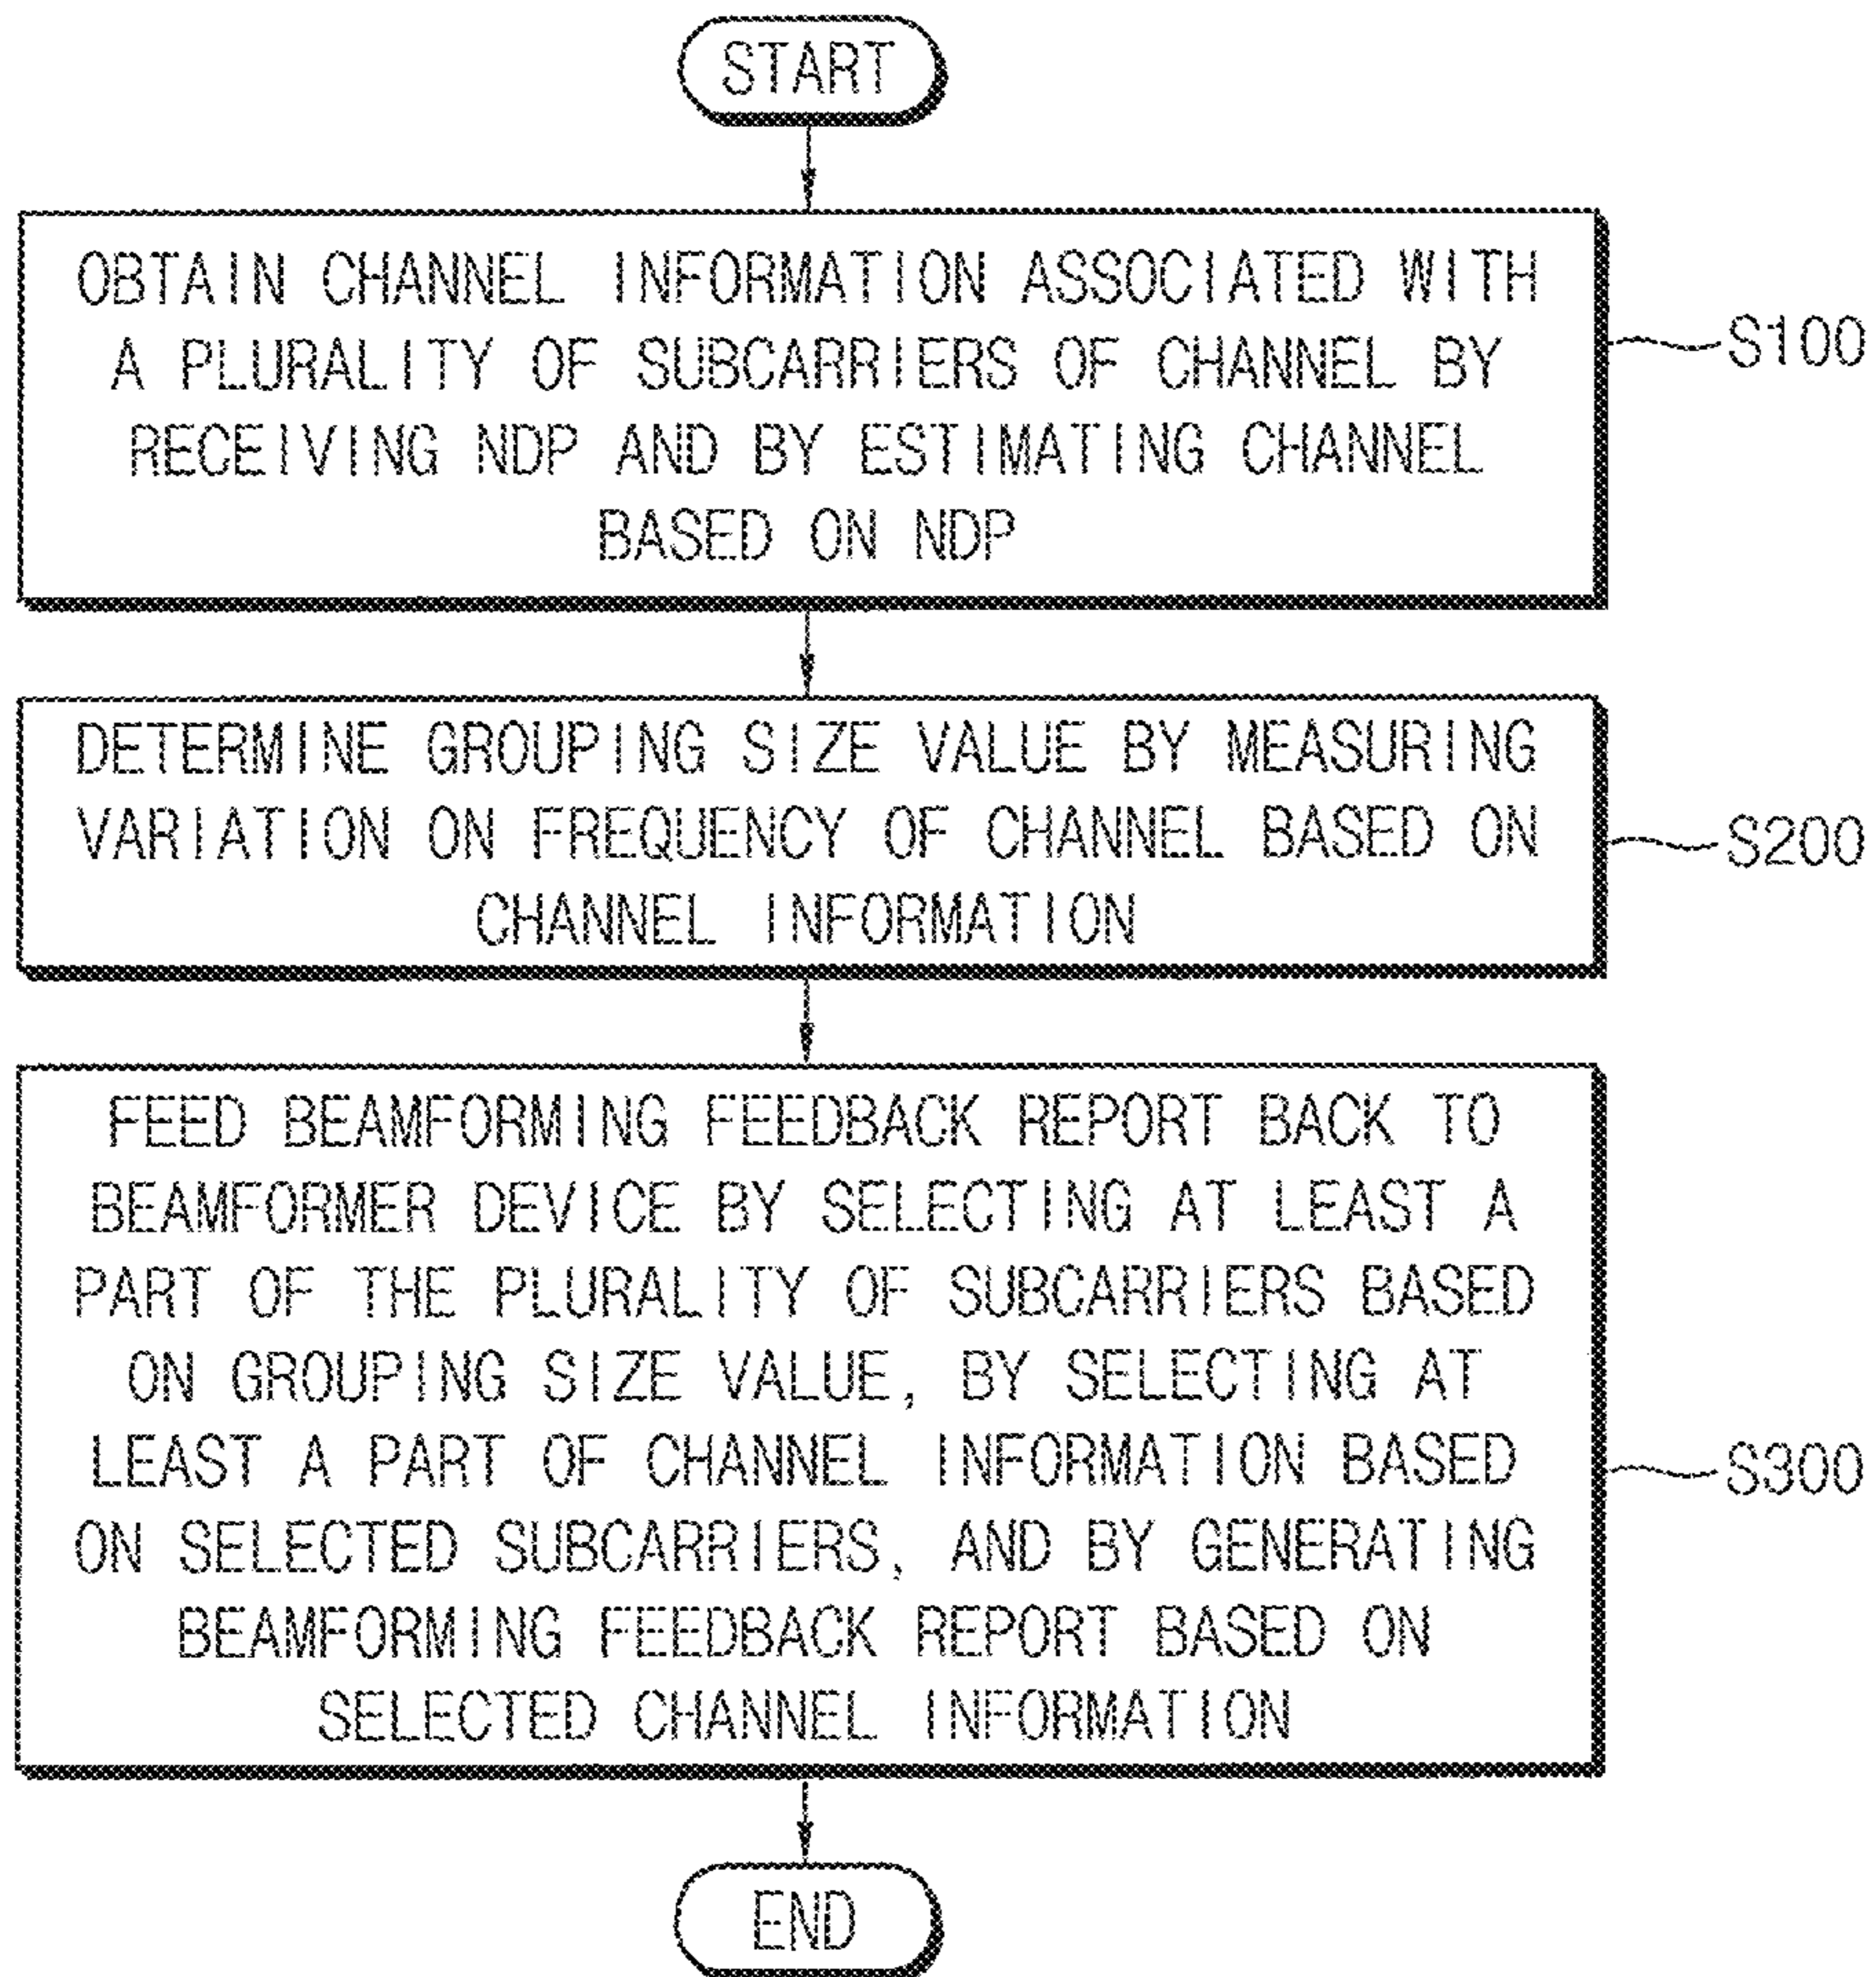 START
OBTAIN CHANNEL INFORMATION ASSOCIATED WITH
A PLURALITY OF SUBCARRIERS OF CHANNEL BY
RECEIVING NDP AND BY ESTIMATING CHANNEL
BASED ON NDP
S100
DETERMINE GROUPING SIZE VALUE BY MEASURING
VARIATION ON FREQUENCY OF CHANNEL BASED ON
CHANNEL INFORMATION
S200
FEED BEAMFORMING FEEDBACK REPORT BACK TO
BEAMFORMER DEVICE BY SELECTING AT LEAST A
PART OF THE PLURALITY OF SUBCARRIERS BASED
ON GROUPING SIZE VALUE, BY SELECTING AT
LEAST A PART OF CHANNEL INFORMATION BASED
ON SELECTED SUBCARRIERS, AND BY GENERATING
BEAMFORMING FEEDBACK REPORT BASED ON
SELECTED CHANNEL INFORMATION
S300
END